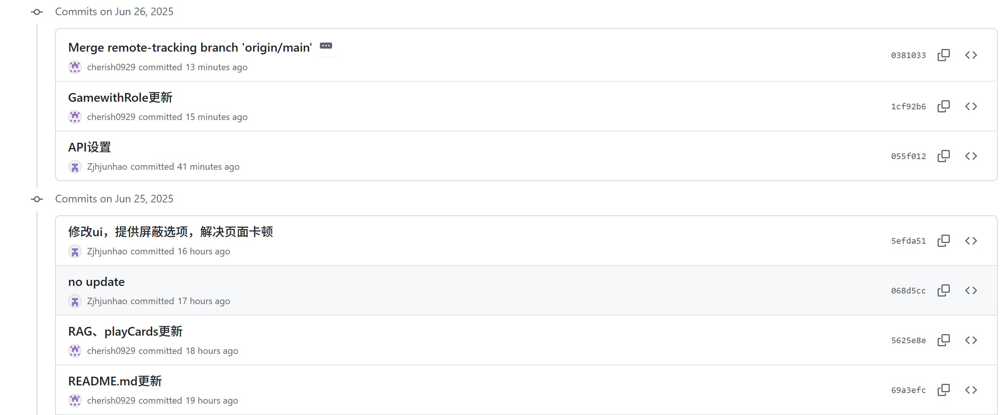 Commits on Jun 26, 2025
Merge remote-tracking branch 'origin/main'
cherish0929 committed 13 minutes ago
0381033
GamewithRole更新
cherish0929 committed 15 minutes ago
1cf92b6
API设置
Zjhjunhao committed 41 minutes ago
055f012
Commits on Jun 25, 2025
修改ui，提供屏蔽选项，解决页面卡顿
Zjhjunhao committed 16 hours ago
5efda51
no update
Zjhjunhao committed 17 hours ago
068d5cc
RAG、playCards更新
cherish0929 committed 18 hours ago
5625e8e
README.md更新
cherish0929 committed 19 hours ago
69a3efc